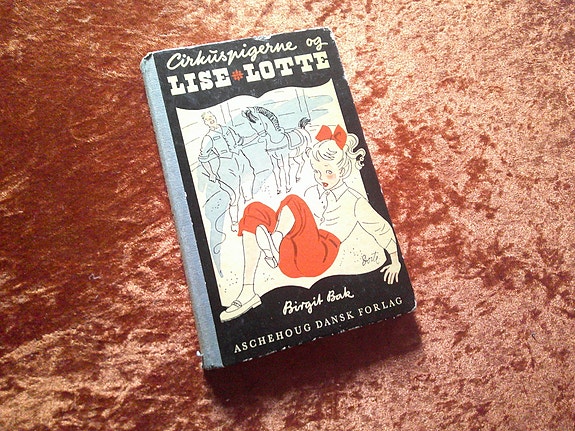 Cirkuspigerne og
LISE LOTTE
Birgit Bak
ASCHEHOUG DANSK FORLAG